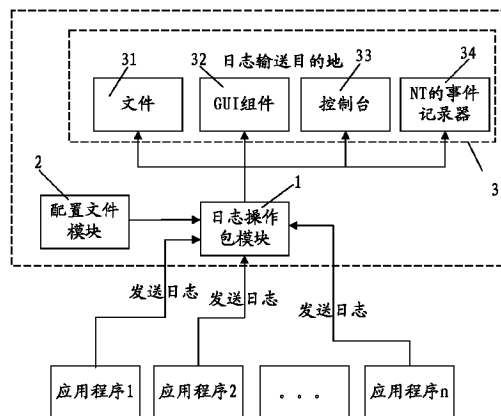 日志输送目的地
31
32
33
34
文件
GUI组件
控制台
NT的事件
记录器
3
2
1
配置文件
模块
日志操作
包模块
发送日志
发送日志
发送日志
应用程序1
应用程序2
。。。
应用程序n